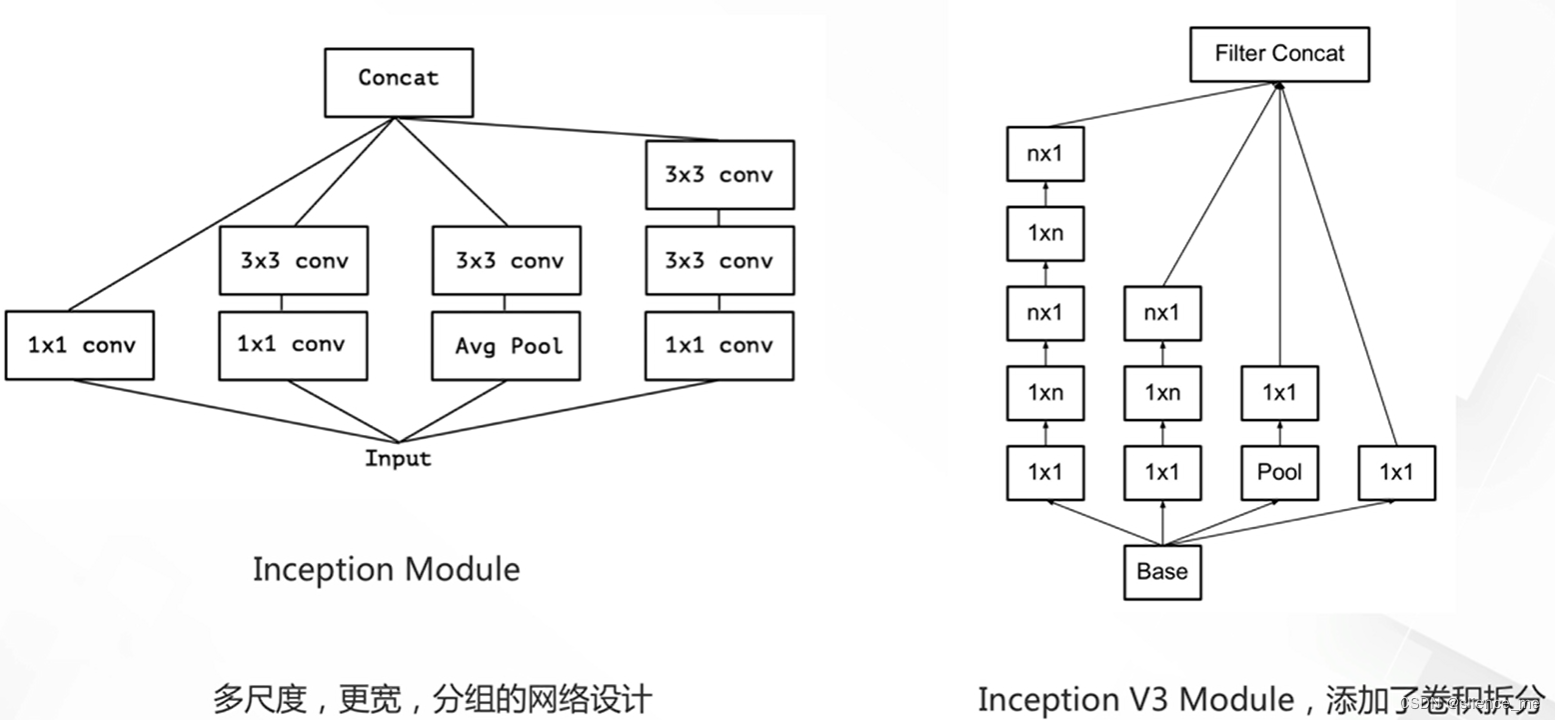 Concat
3x3 conv
3x3 conv
3x3 conv
3x3 conv
1x1 conv
1x1 conv
Avg Pool
1x1 conv
Input
Inception Module
多尺度，更宽，分组的网络设计
Filter Concat
nx1
1xn
nx1
nx1
1xn
1xn
1x1
1x1
1x1
Pool
1x1
Base
Inception V3 Module，添加了卷积拆分
CSDN @silence_me